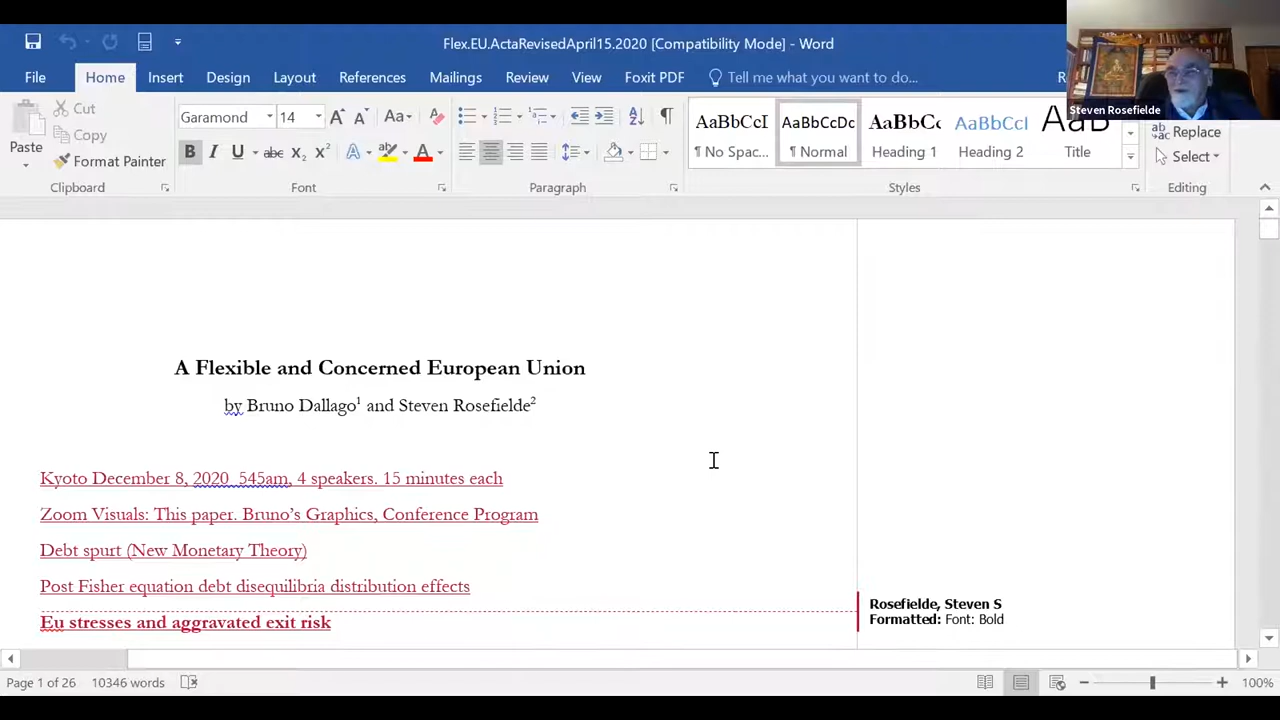 Flex.EU.ActaRevisedApril15.2020 [Compatibility Mode] - Word
File Home Insert Design Layout References Mailings Review View Foxit PDF Tell me what you want to do...
Steven Rosefielde
Cut
Copy
Format Painter
Paste
Clipboard
Garamond 14
Font
Paragraph
AaBbCcI AaBbCcDc AaBbCc AaBbCcI AaB
¶ No Spac... ¶ Normal Heading 1 Heading 2 Title
Styles
Replace
Select
Editing
A Flexible and Concerned European Union
by Bruno Dallago1 and Steven Rosefielde2
Kyoto December 8, 2020 545am, 4 speakers. 15 minutes each
Zoom Visuals: This paper. Bruno's Graphics, Conference Program
Debt spurt (New Monetary Theory)
Post Fisher equation debt disequilibria distribution effects
Eu stresses and aggravated exit risk
Rosefielde, Steven S
Formatted: Font: Bold
Page 1 of 26 10346 words 100%